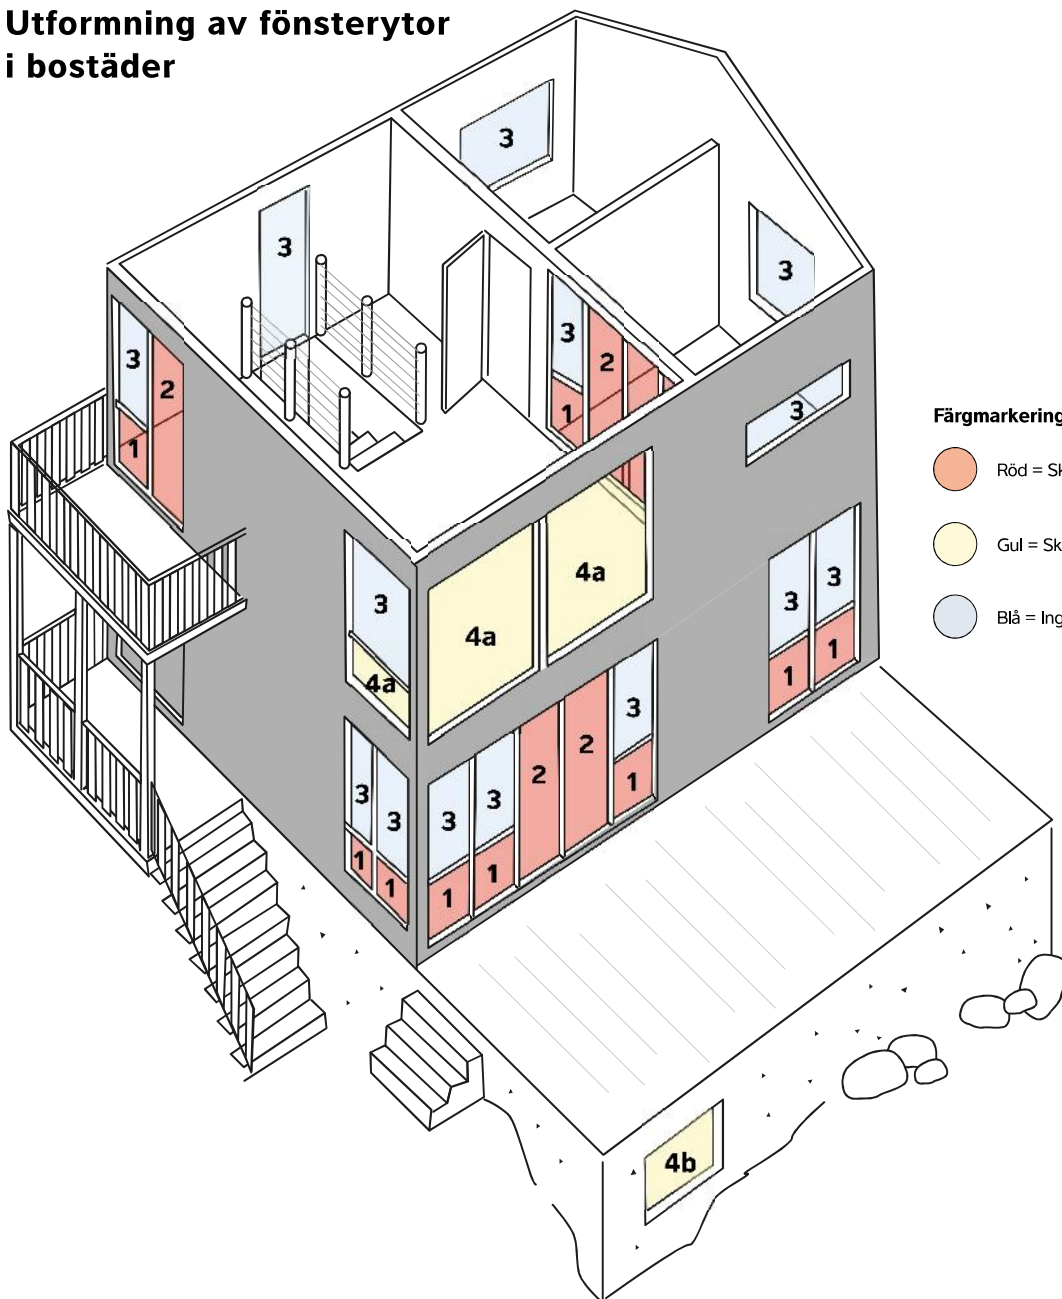 Utformning av fönsterytor
i bostäder
3
3
3
3
3
2
2
3
1
Färgmarkering
1
Röd = Sk
Gul = Sk
4a
3
3
3
Blå = Ing
4a
1
1
4a
3
2
2
1
3
3
3
3
1
1
1
1
4b